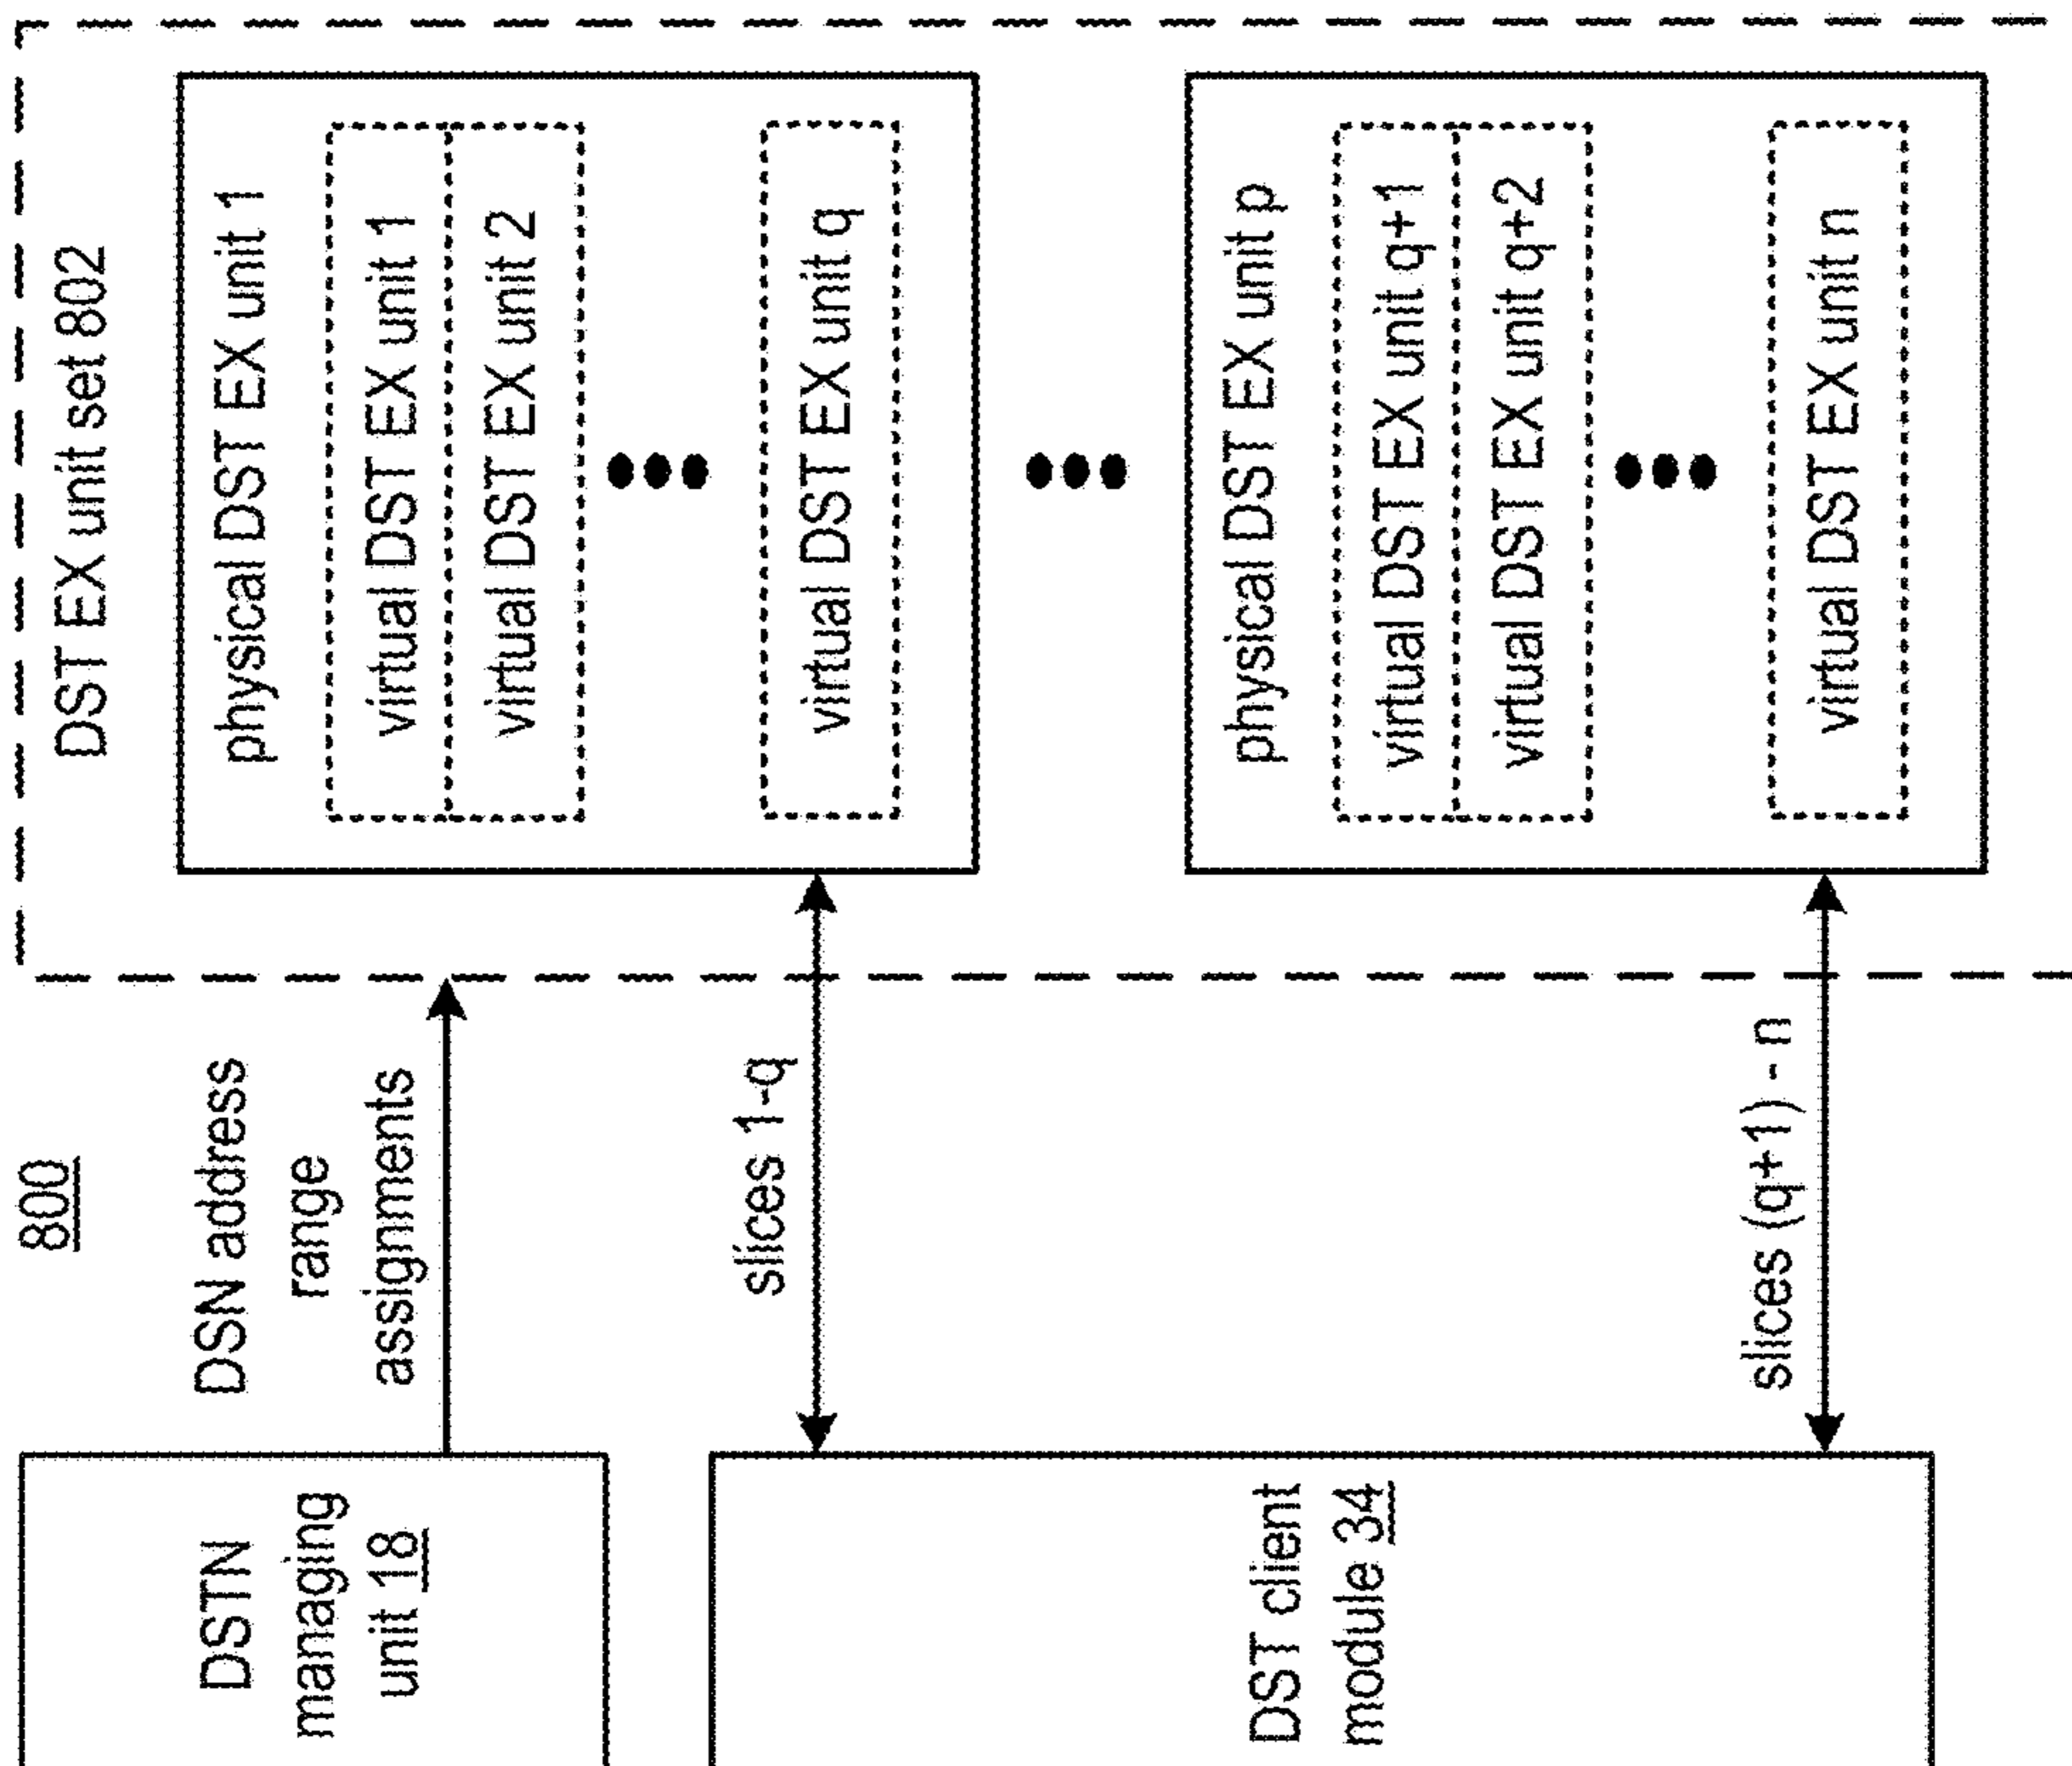 800
DSTN
managing
unit 18
DSN address
range
assignments
DST client
module 34
slices 1-q
slices (q+1) - n
DST EX unit set 802
physical DST EX unit 1
virtual DST EX unit 1
virtual DST EX unit 2
virtual DST EX unit q
physical DST EX unit p
virtual DST EX unit q+1
virtual DST EX unit q+2
virtual DST EX unit n